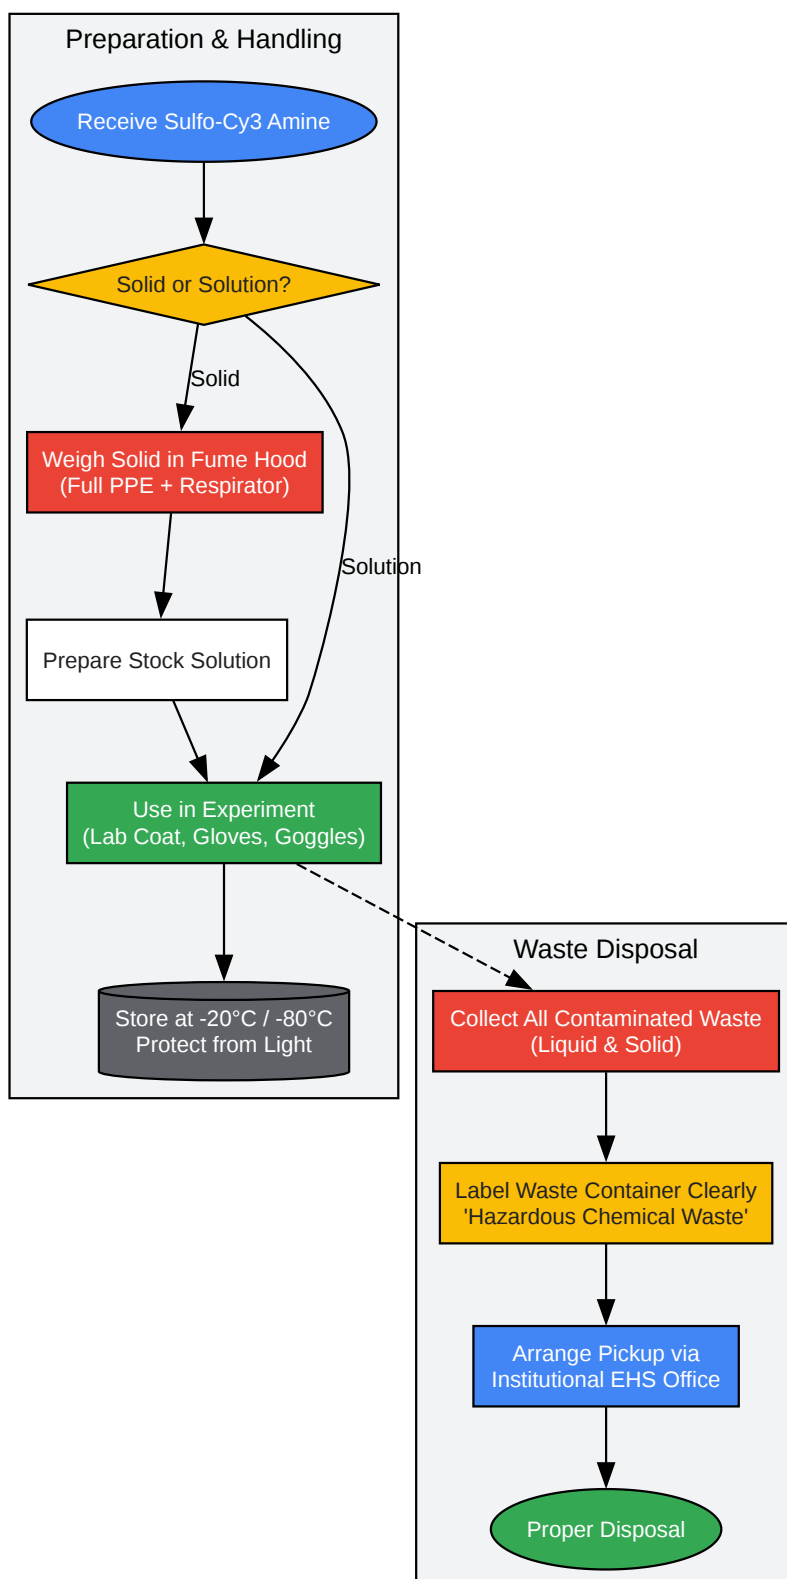 Preparation & Handling
Receive Sulfo-Cy3 Amine
Solid or Solution?
Solid
Weigh Solid in Fume Hood
(Full PPE + Respirator)
Solution
Prepare Stock Solution
Use in Experiment
(Lab Coat, Gloves, Goggles)
Store at -20°C / -80°C
Protect from Light
Waste Disposal
Collect All Contaminated Waste
(Liquid & Solid)
Label Waste Container Clearly
'Hazardous Chemical Waste'
Arrange Pickup via
Institutional EHS Office
Proper Disposal